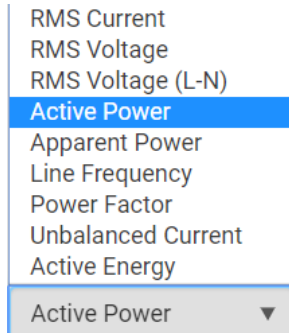 RMS Current
RMS Voltage
RMS Voltage (L-N)
Active Power
Apparent Power
Line Frequency
Power Factor
Unbalanced Current
Active Energy
Active Power